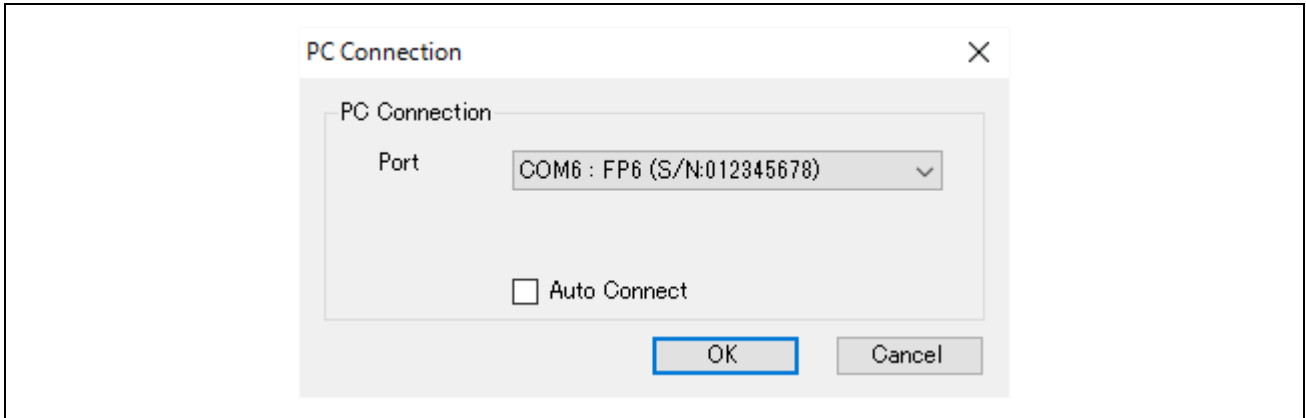 PC Connection
PC Connection
Port
COM6 : FP6 (S/N:012345678)
Auto Connect
OK
Cancel